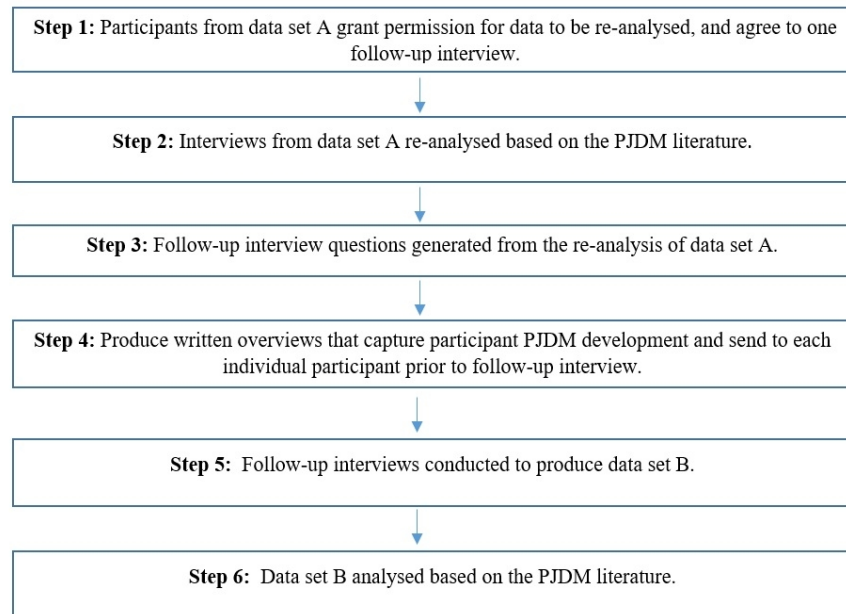 Step 1: Participants from data set A grant permission for data to be re-analysed, and agree to one
follow-up interview.
Step 2: Interviews from data set A re-analysed based on the PJDM literature.
Step 3: Follow-up interview questions generated from the re-analysis of data set A.
Step 4: Produce written overviews that capture participant PJDM development and send to each
individual participant prior to follow-up interview.
Step 5: Follow-up interviews conducted to produce data set B.
Step 6: Data set B analysed based on the PJDM literature.